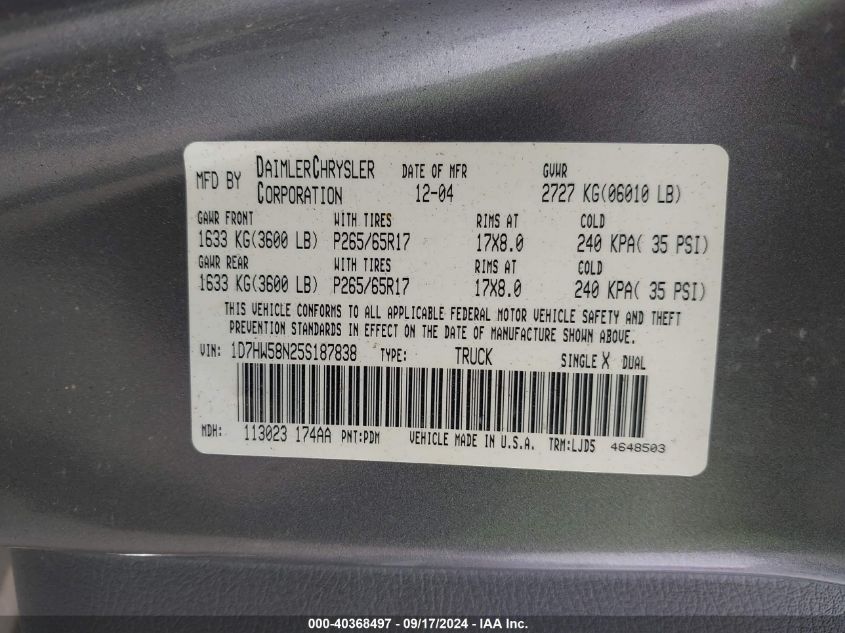 MFD BY DAIMLERCHRYSLER CORPORATION DATE OF MFR 12-04 GVWR 2727 KG(06010 LB)
GAWR FRONT WITH TIRES RIMS AT COLD
1633 KG(3600 LB) P265/65R17 17X8.0 240 KPA( 35 PSI)
GAWR REAR WITH TIRES RIMS AT COLD
1633 KG(3600 LB) P265/65R17 17X8.0 240 KPA( 35 PSI)
THIS VEHICLE CONFORMS TO ALL APPLICABLE FEDERAL MOTOR VEHICLE SAFETY AND THEFT
PREVENTION STANDARDS IN EFFECT ON THE DATE OF MANUFACTURE SHOWN ABOVE.
VIN: 1D7HW58N25S187838 TYPE: TRUCK SINGLE X DUAL
MDH: 113023 174AA PNT:PDM VEHICLE MADE IN U.S.A. TRM:LJD5 4648503
000-40368497 - 09/17/2024 - IAA Inc.